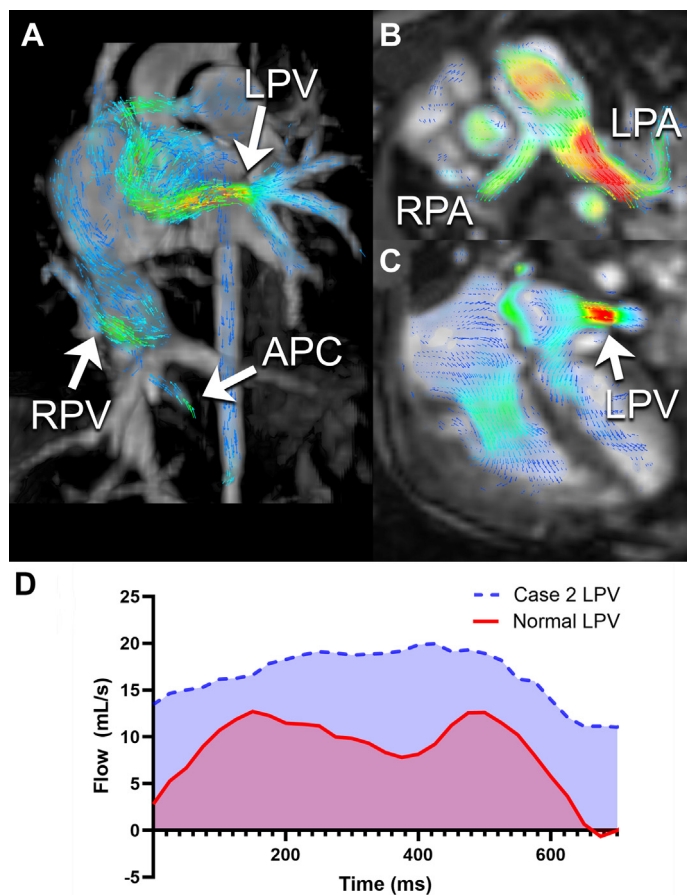 A
LPV
APC
RPV
B
LPA
RPA
C
LPV
D
Case 2 LPV
Normal LPV
25
20
15
10
5
0
-5
Flow (mL/s)
200
400
600
Time (ms)